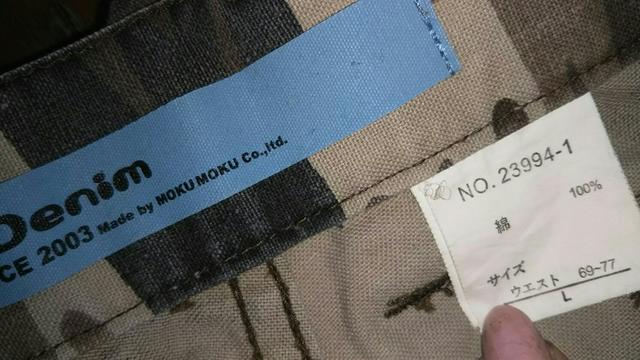 Denim
CE 2003 Made by MOKU MOKU Co.,ltd.
NO. 23994-1
綿 100%
サイズ
ウエスト 69-77
L